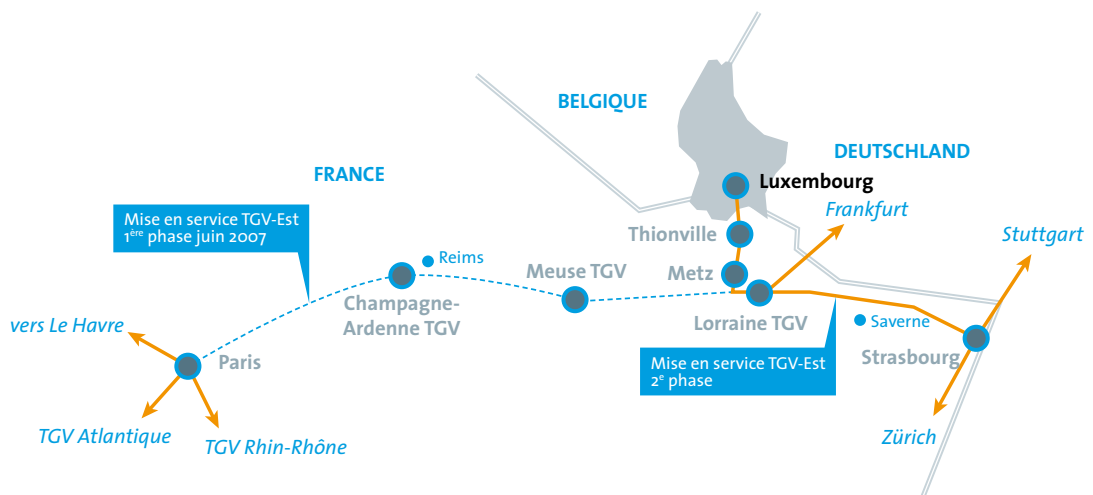 BELGIQUE
DEUTSCHLAND
FRANCE
Luxembourg
Frankfurt
Mise en service TGV-Est
1ère phase juin 2007
Thionville
Stuttgart
Reims
Meuse TGV
Metz
Champagne-
Ardenne TGV
Lorraine TGV
Saverne
vers Le Havre
Paris
Mise en service TGV-Est
2e phase
Strasbourg
TGV Atlantique
TGV Rhin-Rhône
Zürich